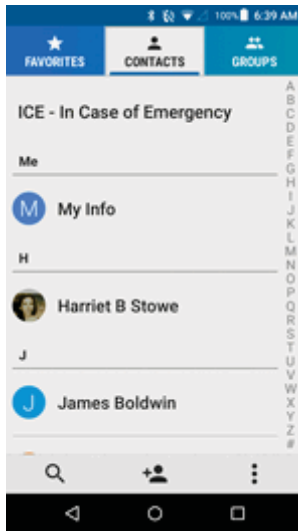 100% 6:39 AM
FAVORITES CONTACTS GROUPS
ICE - In Case of Emergency
Me
M My Info
H
Harriet B Stowe
J
J James Boldwin
A
B
C
D
E
F
G
H
I
J
K
L
M
N
O
P
Q
R
S
T
U
V
W
X
Y
Z
#